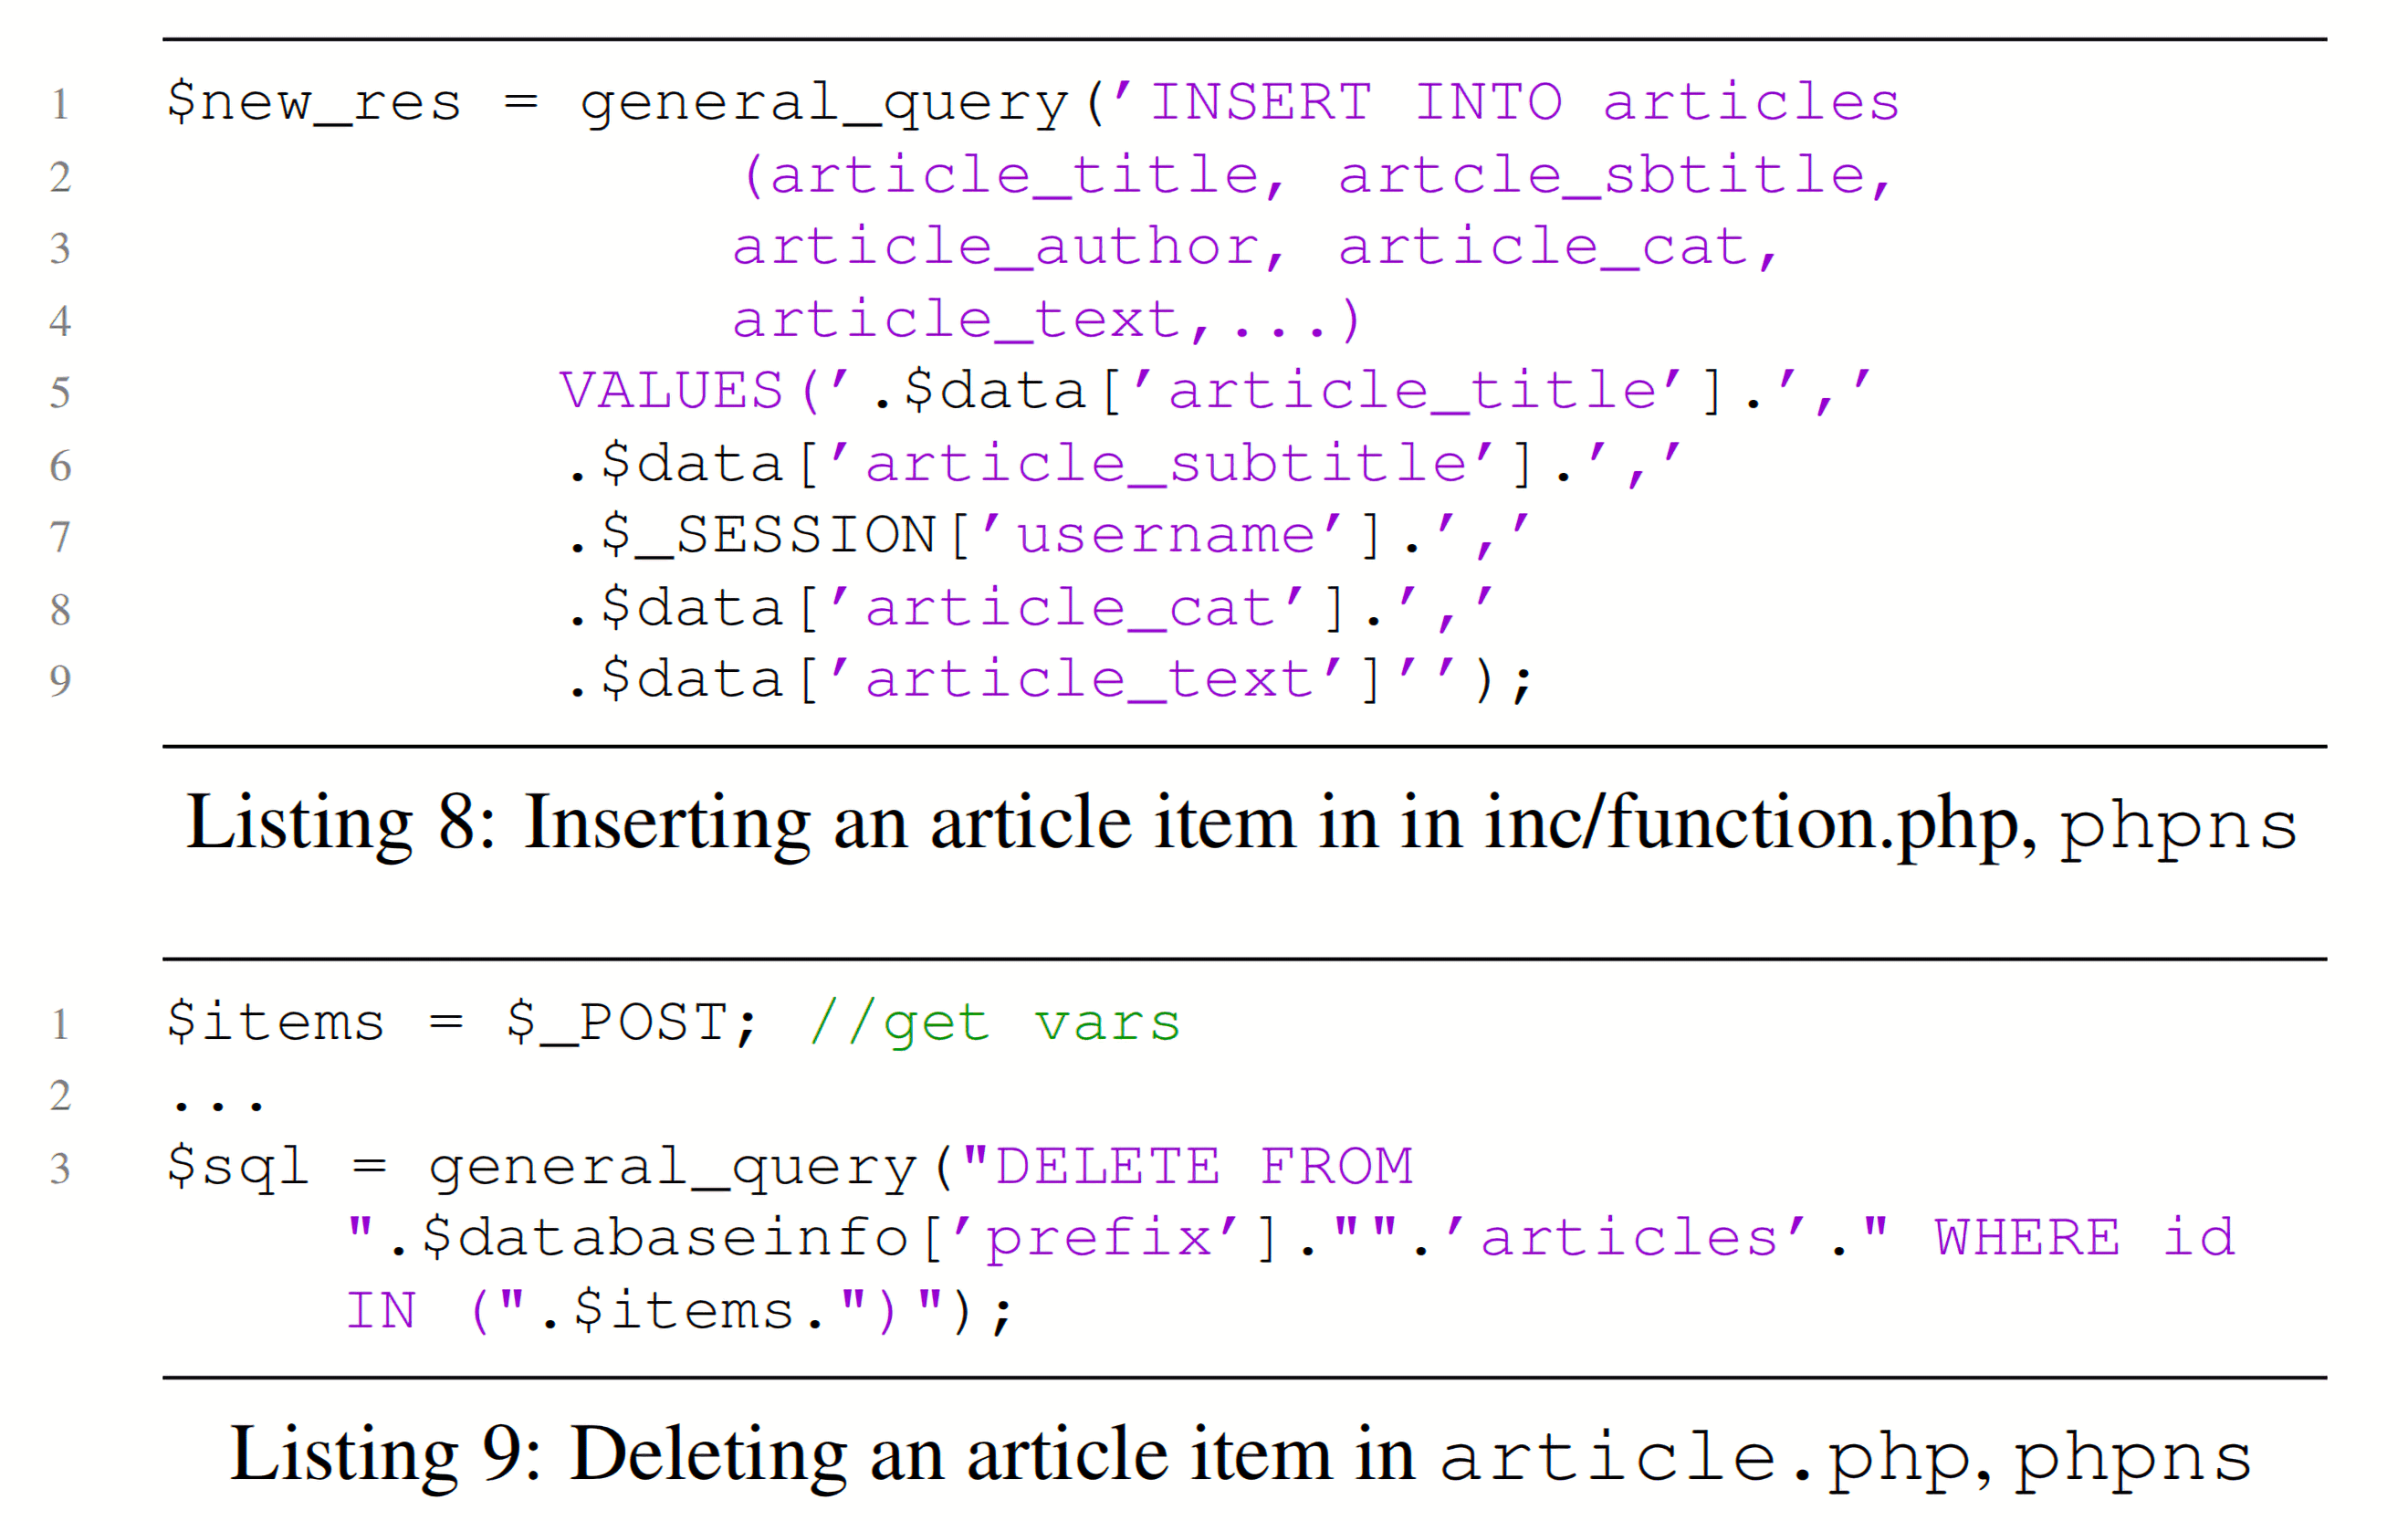 1 $new_res = general_query('INSERT INTO articles
2 (article_title, artcle_sbtitle,
3 article_author, article_cat,
4 article_text,...)
5 VALUES('.$data['article_title'].','
6 .$data['article_subtitle'].','
7 .$_SESSION['username'].','
8 .$data['article_cat'].','
9 .$data['article_text']'');
Listing 8: Inserting an article item in in inc/function.php, phpns
1 $items = $_POST; //get vars
2 ...
3 $sql = general_query("DELETE FROM
".$databaseinfo['prefix']."".'articles'." WHERE id
IN (".$items.")");
Listing 9: Deleting an article item in article.php, phpns